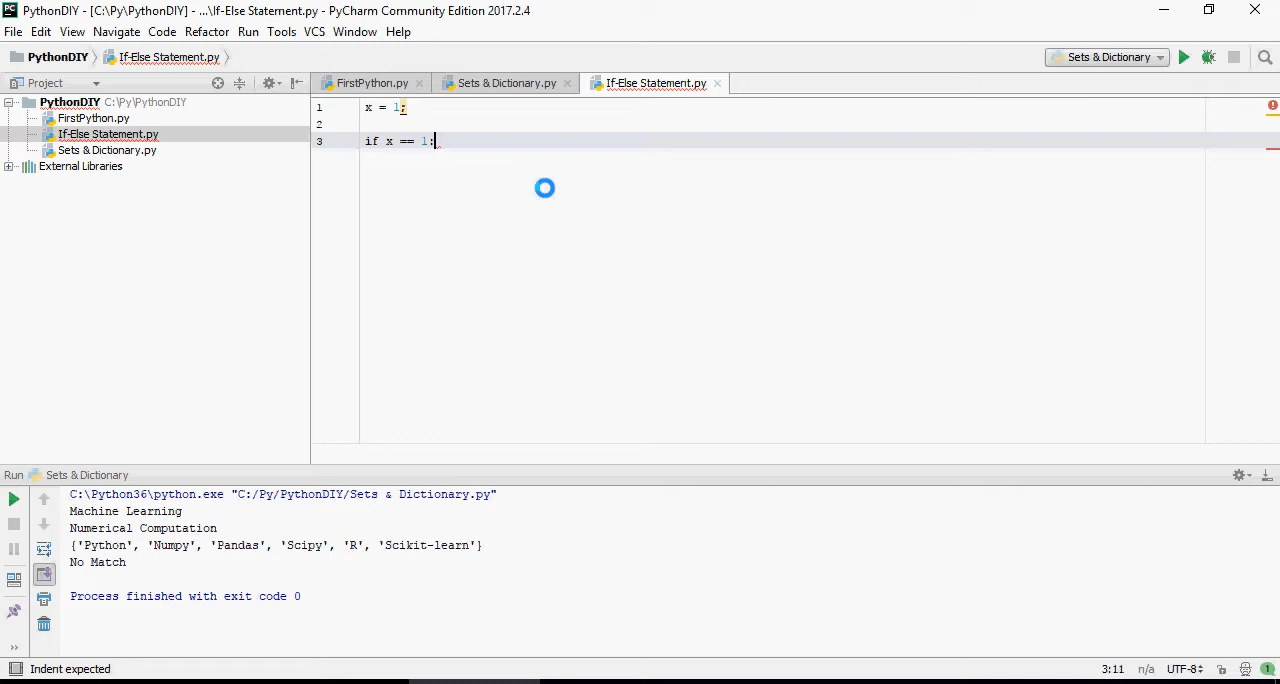 PythonDIY - [C:\Py\PythonDIY] - ...\If-Else Statement.py - PyCharm Community Edition 2017.2.4
File Edit View Navigate Code Refactor Run Tools VCS Window Help
PythonDIY If-Else Statement.py Sets & Dictionary
Project FirstPython.py Sets & Dictionary.py If-Else Statement.py
PythonDIY C:\Py\PythonDIY
FirstPython.py
If-Else Statement.py
Sets & Dictionary.py
External Libraries
1 x = 1;
2
3 if x == 1:
Run Sets & Dictionary
C:\Python36\python.exe "C:/Py/PythonDIY/Sets & Dictionary.py"
Machine Learning
Numerical Computation
{'Python', 'Numpy', 'Pandas', 'Scipy', 'R', 'Scikit-learn'}
No Match
Process finished with exit code 0
Indent expected 3:11 n/a UTF-8 1